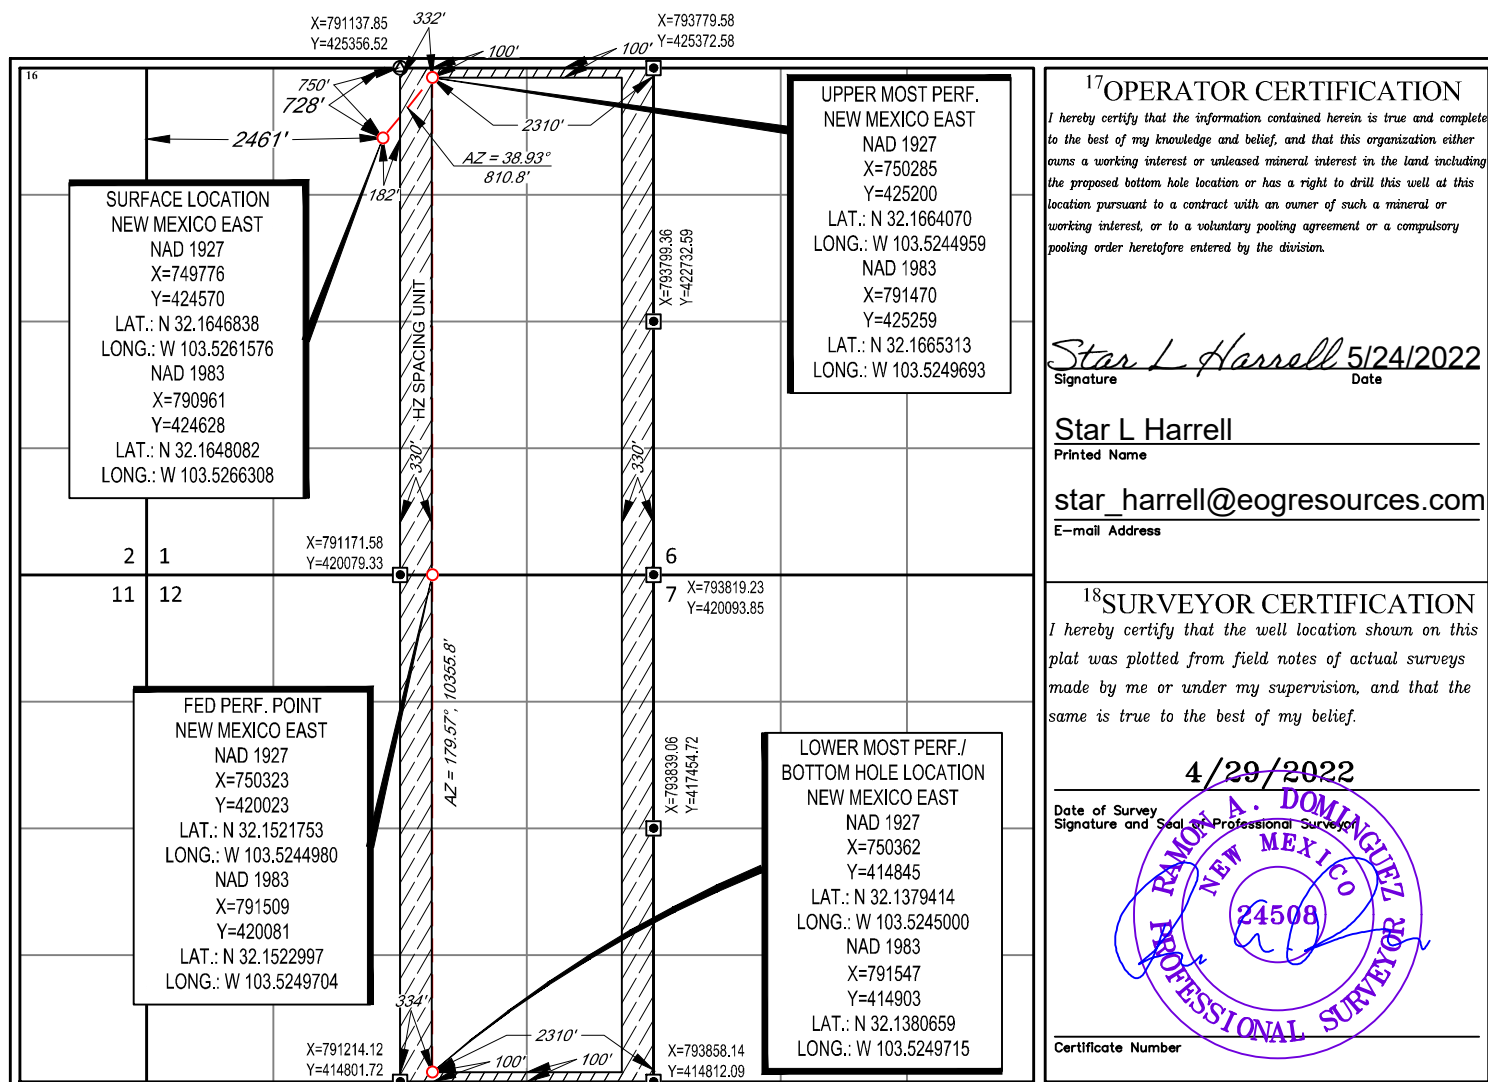 X=791137.85
Y=425356.52
332'
X=793779.58
Y=425372.58
100'
100'
16
750'
728'
2461'
2310'
AZ = 38.93°
810.8'
182'
SURFACE LOCATION
NEW MEXICO EAST
NAD 1927
X=749776
Y=424570
LAT.: N 32.1646838
LONG.: W 103.5261576
NAD 1983
X=790961
Y=424628
LAT.: N 32.1648082
LONG.: W 103.5266308
UPPER MOST PERF.
NEW MEXICO EAST
NAD 1927
X=750285
Y=425200
LAT.: N 32.1664070
LONG.: W 103.5244959
NAD 1983
X=791470
Y=425259
LAT.: N 32.1665313
LONG.: W 103.5249693
X=793799.36
Y=422732.59
HZ SPACING UNIT
330'
330'
2 1
X=791171.58
Y=420079.33
6
11 12
7
X=793819.23
Y=420093.85
FED PERF. POINT
NEW MEXICO EAST
NAD 1927
X=750323
Y=420023
LAT.: N 32.1521753
LONG.: W 103.5244980
NAD 1983
X=791509
Y=420081
LAT.: N 32.1522997
LONG.: W 103.5249704
AZ = 179.57°, 10355.8'
X=793839.06
Y=417454.72
LOWER MOST PERF./
BOTTOM HOLE LOCATION
NEW MEXICO EAST
NAD 1927
X=750362
Y=414845
LAT.: N 32.1379414
LONG.: W 103.5245000
NAD 1983
X=791547
Y=414903
LAT.: N 32.1380659
LONG.: W 103.5249715
334'
2310'
X=791214.12
Y=414801.72
100'
100'
X=793858.14
Y=414812.09
17OPERATOR CERTIFICATION
I hereby certify that the information contained herein is true and complete
to the best of my knowledge and belief, and that this organization either
owns a working interest or unleased mineral interest in the land including
the proposed bottom hole location or has a right to drill this well at this
location pursuant to a contract with an owner of such a mineral or
working interest, or to a voluntary pooling agreement or a compulsory
pooling order heretofore entered by the division.
Star L Harrell 5/24/2022
Signature Date
Star L Harrell
Printed Name
star_harrell@eogresources.com
E-mail Address
18SURVEYOR CERTIFICATION
I hereby certify that the well location shown on this
plat was plotted from field notes of actual surveys
made by me or under my supervision, and that the
same is true to the best of my belief.
4/29/2022
Date of Survey
Signature and Seal of Professional Surveyor
RAMON A. DOMINGUEZ
NEW MEXICO
24508
PROFESSIONAL SURVEYOR
Certificate Number